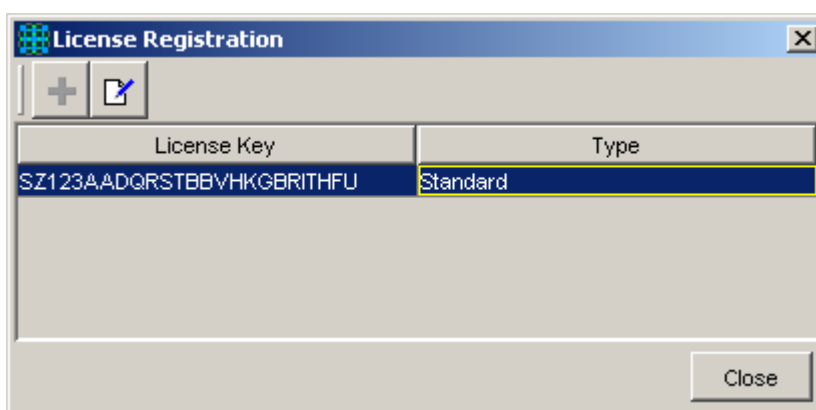 License Registration
License Key Type
SZ123AADQRSTBBVHKGBRITHFU Standard
Close